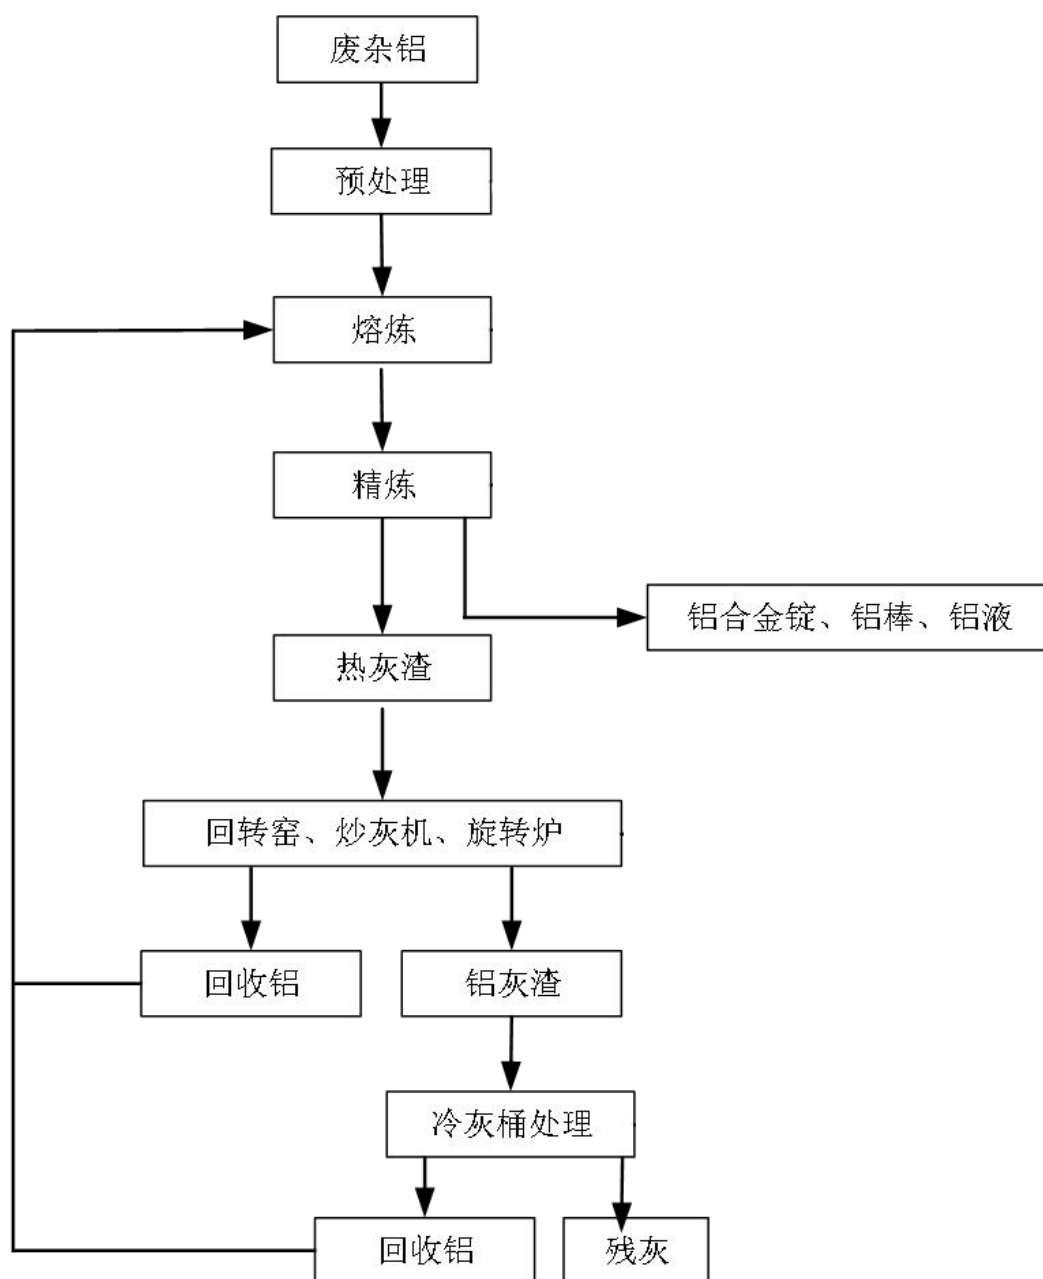 废杂铝
预处理
熔炼
精炼
铝合金锭、铝棒、铝液
热灰渣
回转窑、炒灰机、旋转炉
回收铝
铝灰渣
冷灰桶处理
回收铝
残灰